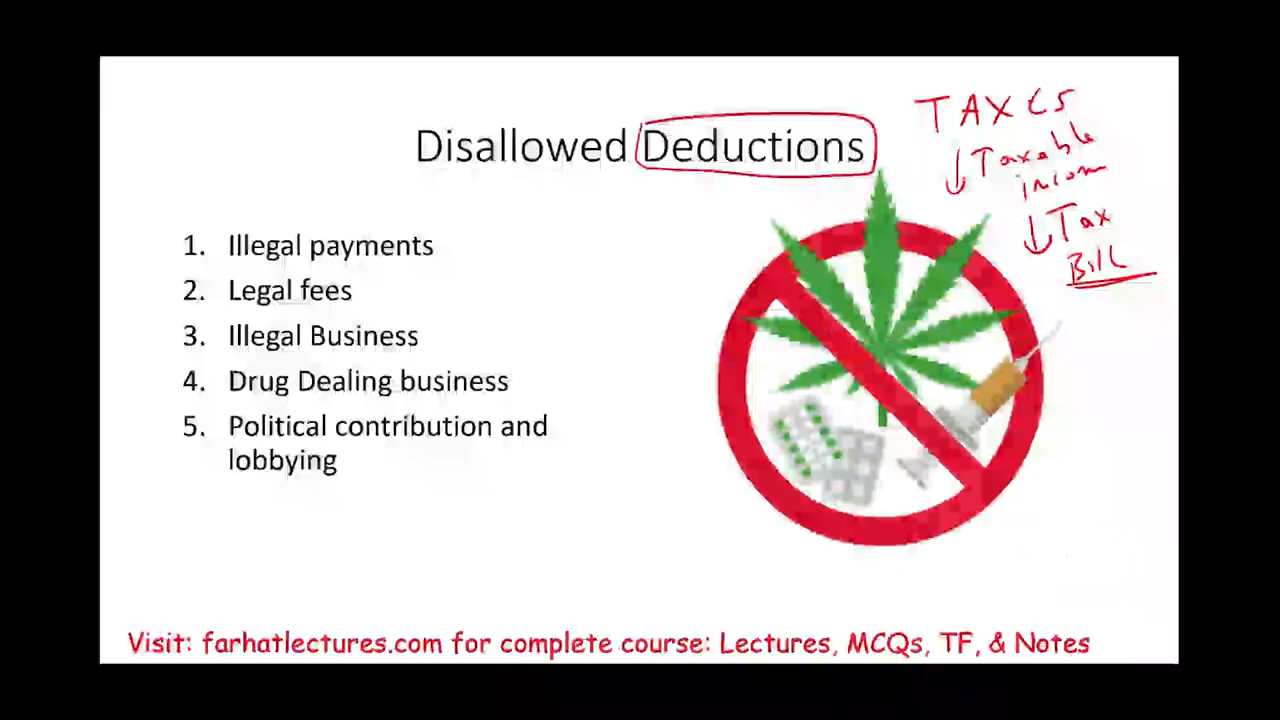 Disallowed Deductions
TAXES
↓ Taxable
income
↓ Tax
Bill
1. Illegal payments
2. Legal fees
3. Illegal Business
4. Drug Dealing business
5. Political contribution and
lobbying
Visit: farhatlectures.com for complete course: Lectures, MCQs, TF, & Notes